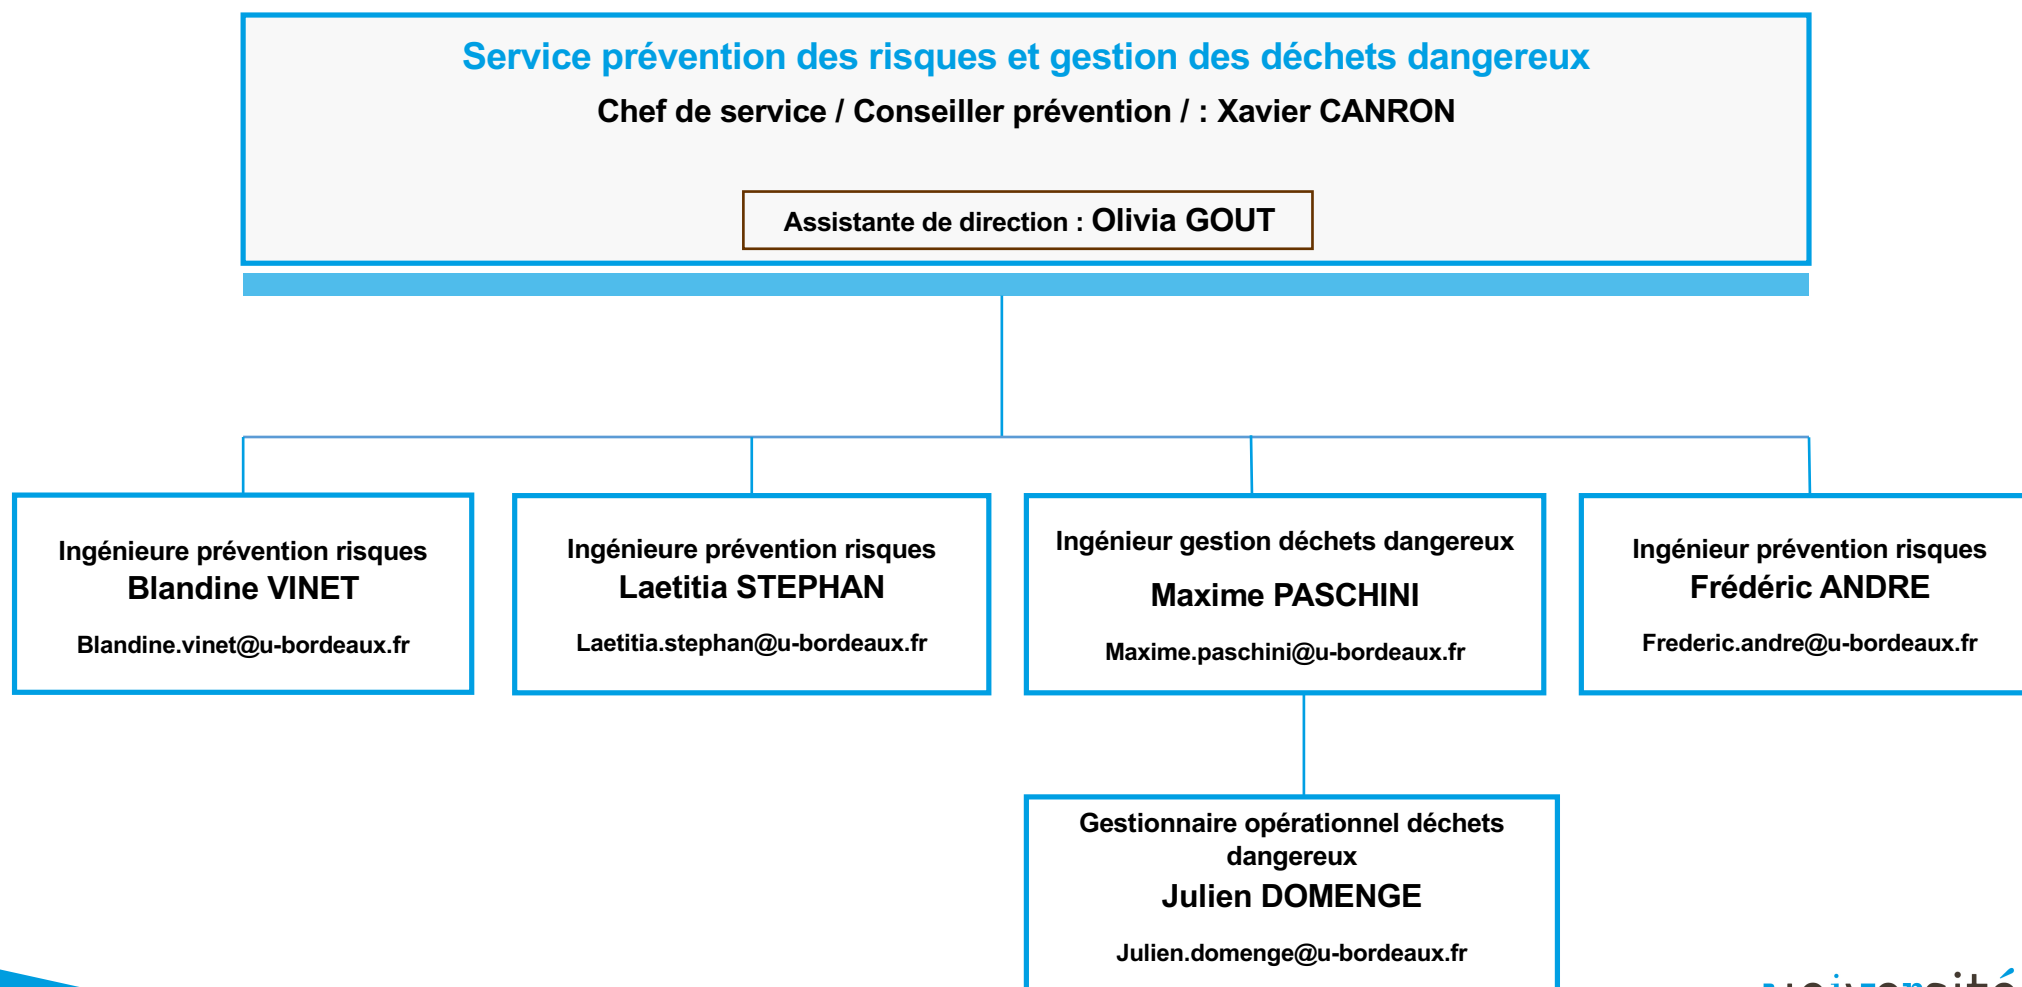 Service prévention des risques et gestion des déchets dangereux
Chef de service / Conseiller prévention / : Xavier CANRON
Assistante de direction : Olivia GOUT
Ingénieure prévention risques
Blandine VINET
Blandine.vinet@u-bordeaux.fr
Ingénieure prévention risques
Laetitia STEPHAN
Laetitia.stephan@u-bordeaux.fr
Ingénieur gestion déchets dangereux
Maxime PASCHINI
Maxime.paschini@u-bordeaux.fr
Ingénieur prévention risques
Frédéric ANDRE
Frederic.andre@u-bordeaux.fr
Gestionnaire opérationnel déchets
dangereux
Julien DOMENGE
Julien.domenge@u-bordeaux.fr
université